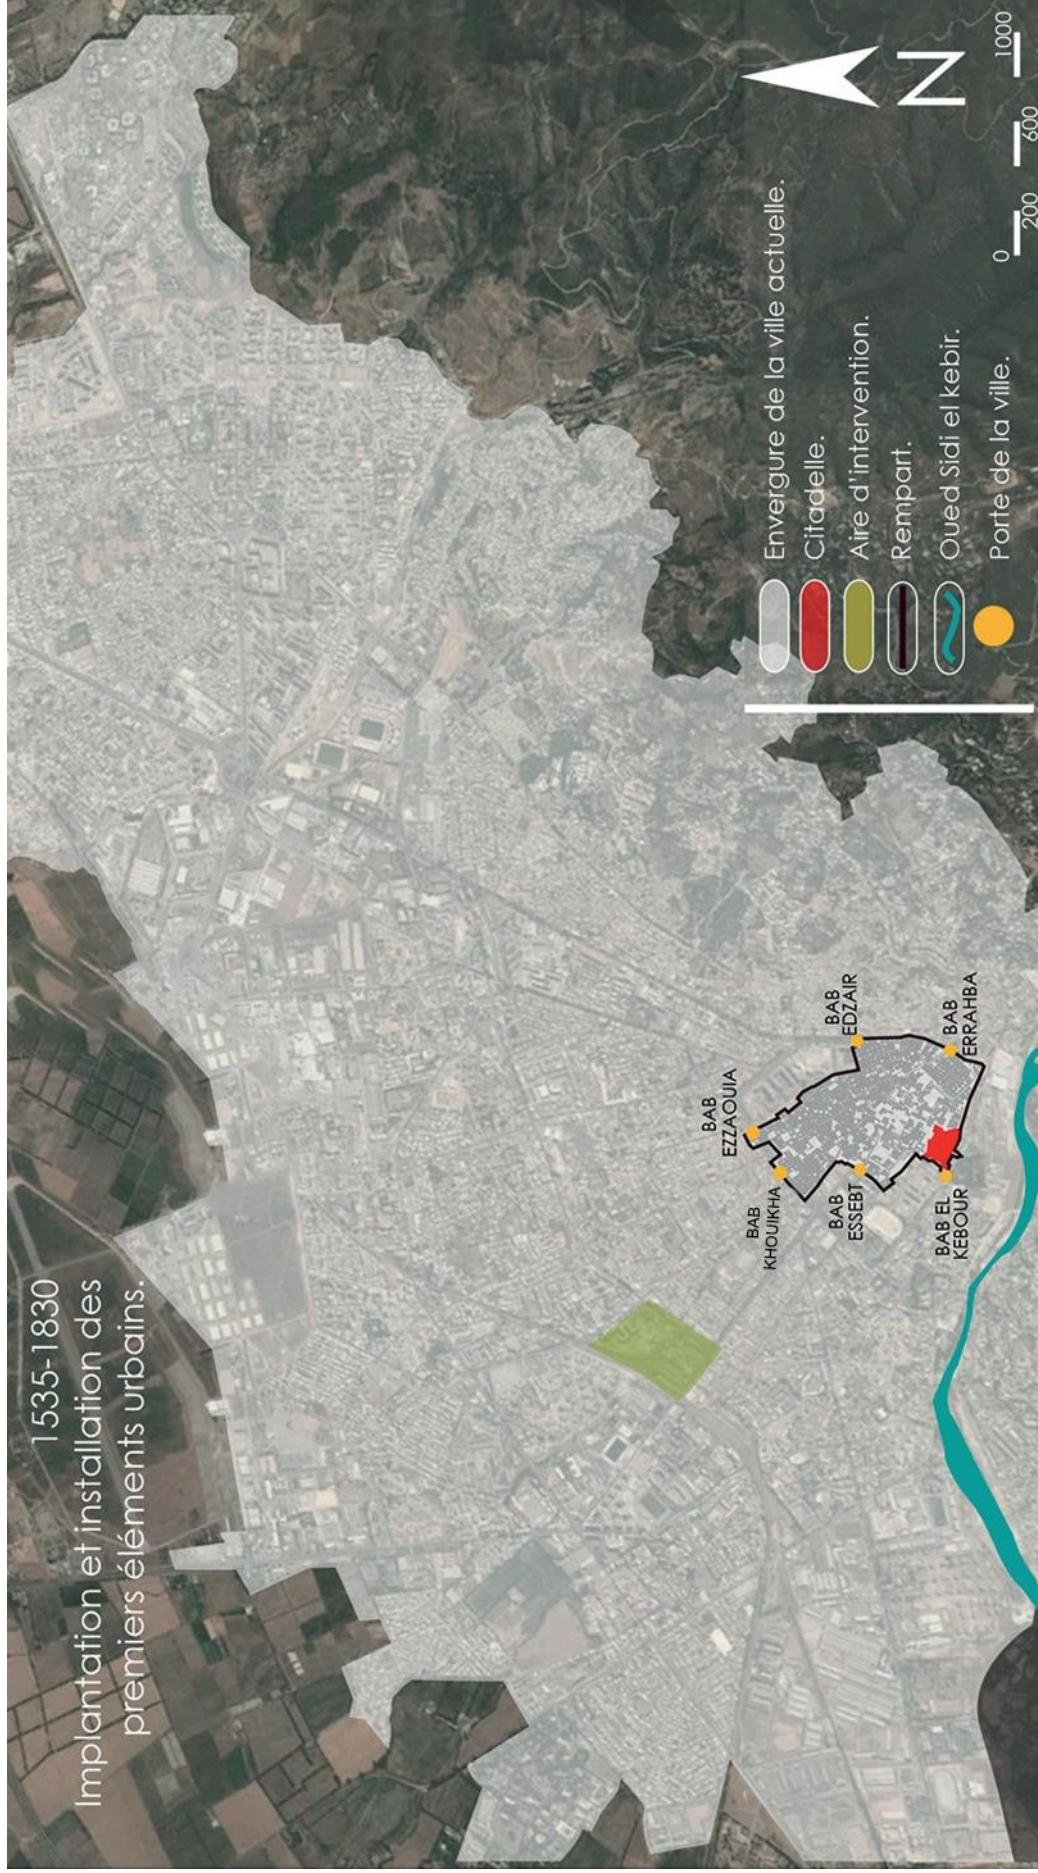 1535-1830
Implantation et installation des
premiers éléments urbains.
BAB
EZZAOUIA
BAB
KHOUIKHA
BAB
EDZAIR
BAB
ESSEBT
BAB EL
KEBOUR
BAB
ERRAHBA
Envergure de la ville actuelle.
Citadelle.
Aire d'intervention.
Rempart.
Oued Sidi el kebir.
Porte de la ville.
N
0 200 600 1000